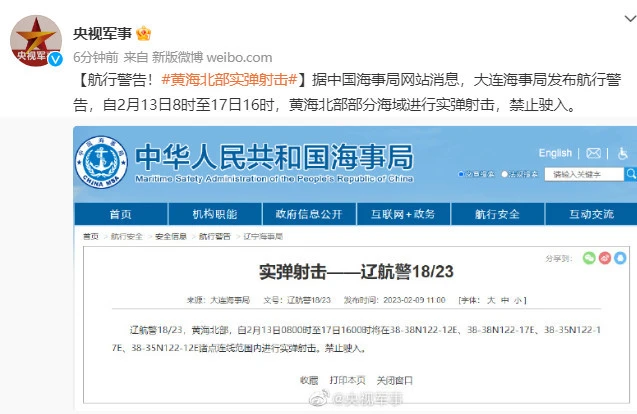 央视军事
6分钟前 来自 新版微博 weibo.com
【航行警告！#黄海北部实弹射击#】据中国海事局网站消息，大连海事局发布航行警
告，自2月13日8时至17日16时，黄海北部部分海域进行实弹射击，禁止驶入。
央视军事
CHINA MSA
中华人民共和国海事局
Maritime Safety Administration of the People's Republic of China
English
请输入关键字
首页 机构职能 政府信息公开 互联网+政务 航行安全 互动交流
首页 > 航行安全 > 安全信息 > 航行警告 > 辽宁海事局
分享到：
实弹射击——辽航警18/23
来源：大连海事局 文号：辽航警18/23 发布时间：2023-02-09 11:00 【字体： 大 中 小】
辽航警18/23，黄海北部，自2月13日0800时至17日1600时将在38-38N122-12E、38-38N122-17E、38-35N122-1
7E、38-35N122-12E诸点连线范围内进行实弹射击。禁止驶入。
收藏 打印本页 关闭窗口
@央视军事